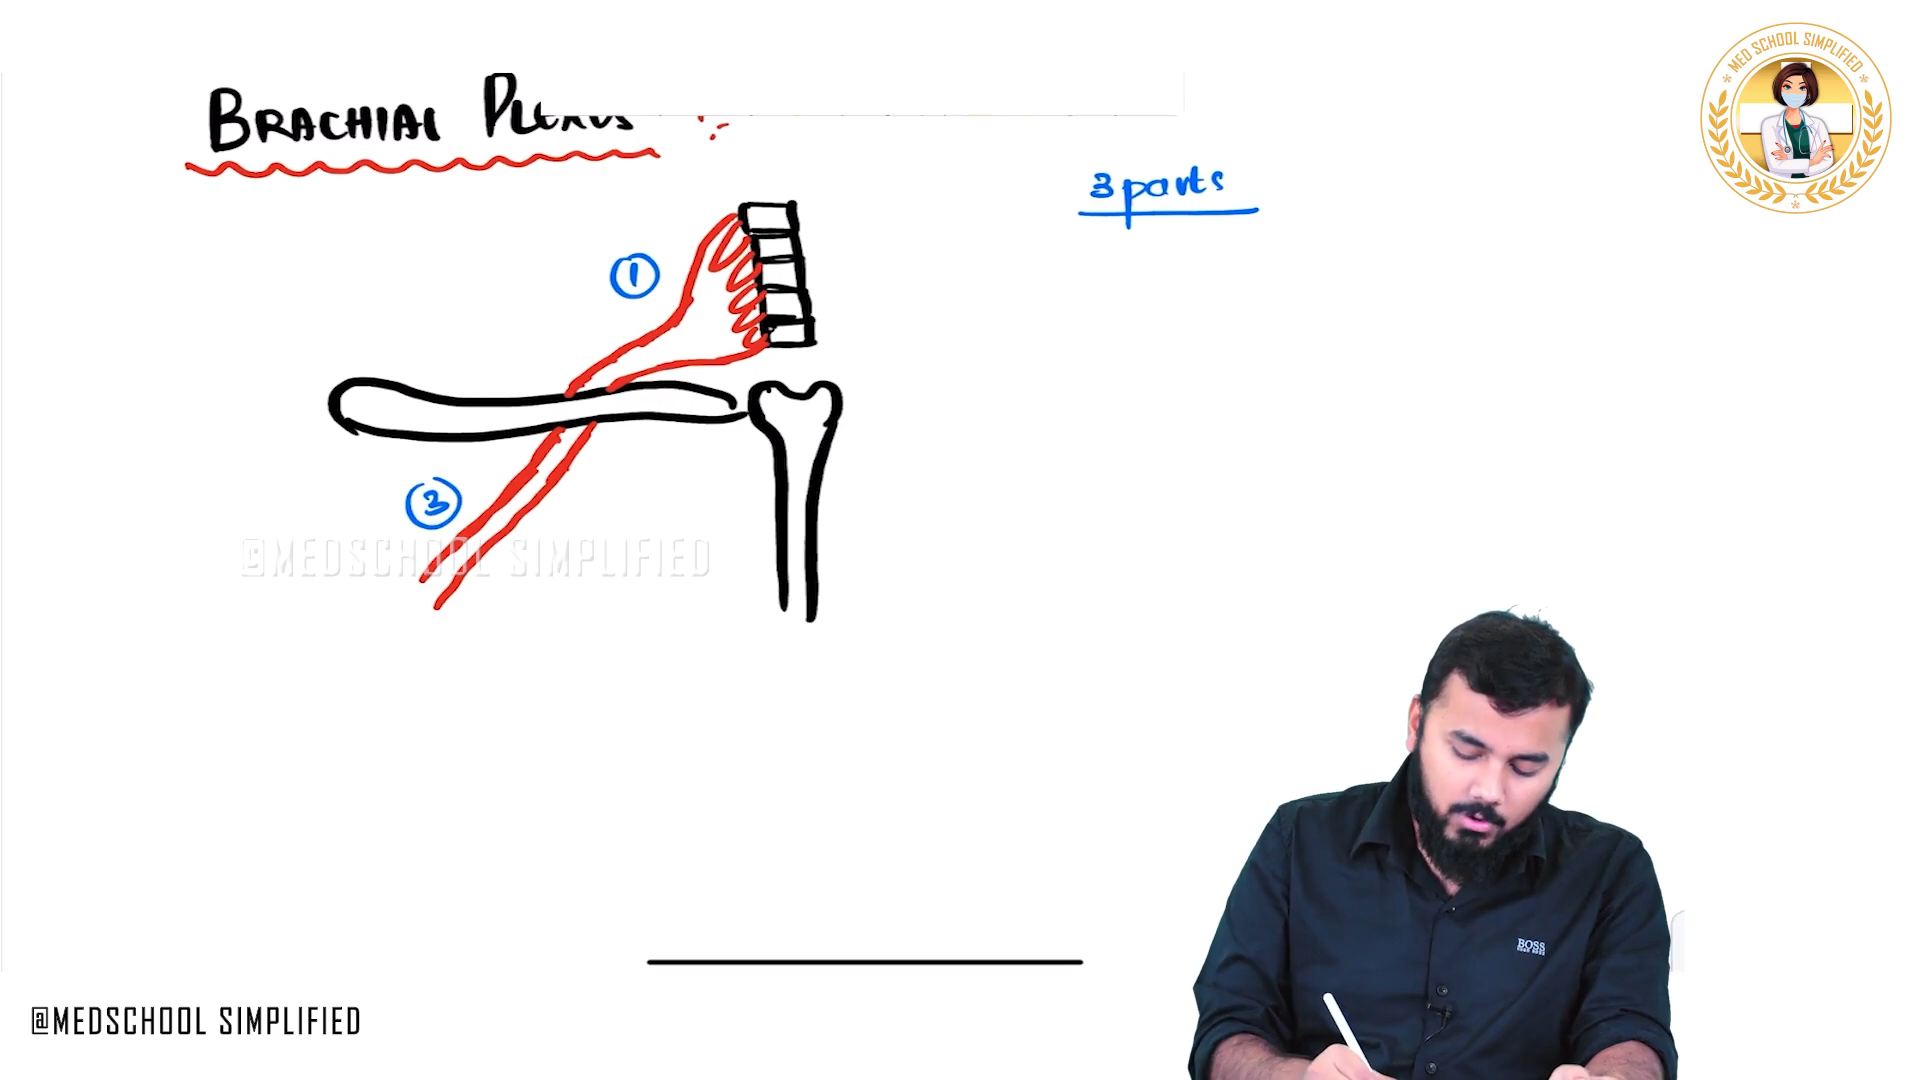 BRACHIAL PLEXUS
3 parts
1
3
@MEDSCHOOL SIMPLIFIED
@MEDSCHOOL SIMPLIFIED
MED SCHOOL SIMPLIFIED
BOSS